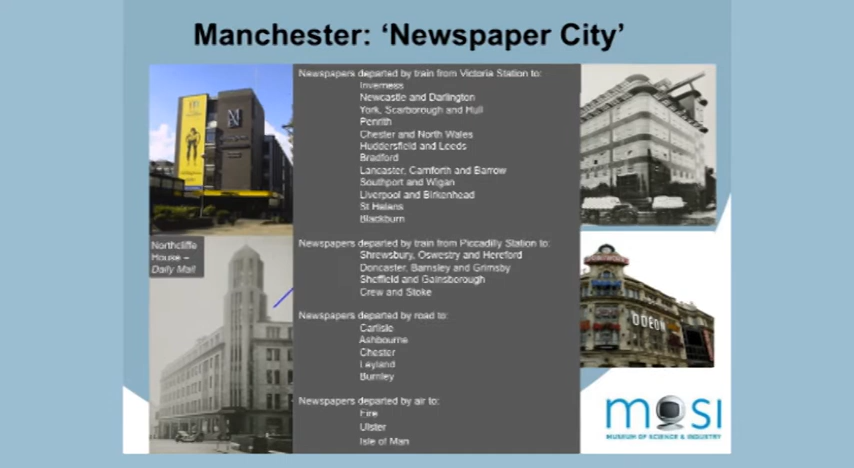 Manchester: 'Newspaper City'
Newspapers departed by train from Victoria Station to:
Inverness
Newcastle and Darlington
York, Scarborough and Hull
Penrith
Chester and North Wales
Huddersfield and Leeds
Bradford
Lancaster, Carnforth and Barrow
Southport and Wigan
Liverpool and Birkenhead
St Helens
Blackburn
Northcliffe
House –
Daily Mail
Newspapers departed by train from Piccadilly Station to:
Shrewsbury, Oswestry and Hereford
Doncaster, Barnsley and Grimsby
Sheffield and Gainsborough
Crew and Stoke
Newspapers departed by road to:
Carlisle
Ashbourne
Chester
Leyland
Burnley
Newspapers departed by air to:
Fire
Ulster
Isle of Man
ODEON
mosi
MUSEUM OF SCIENCE & INDUSTRY